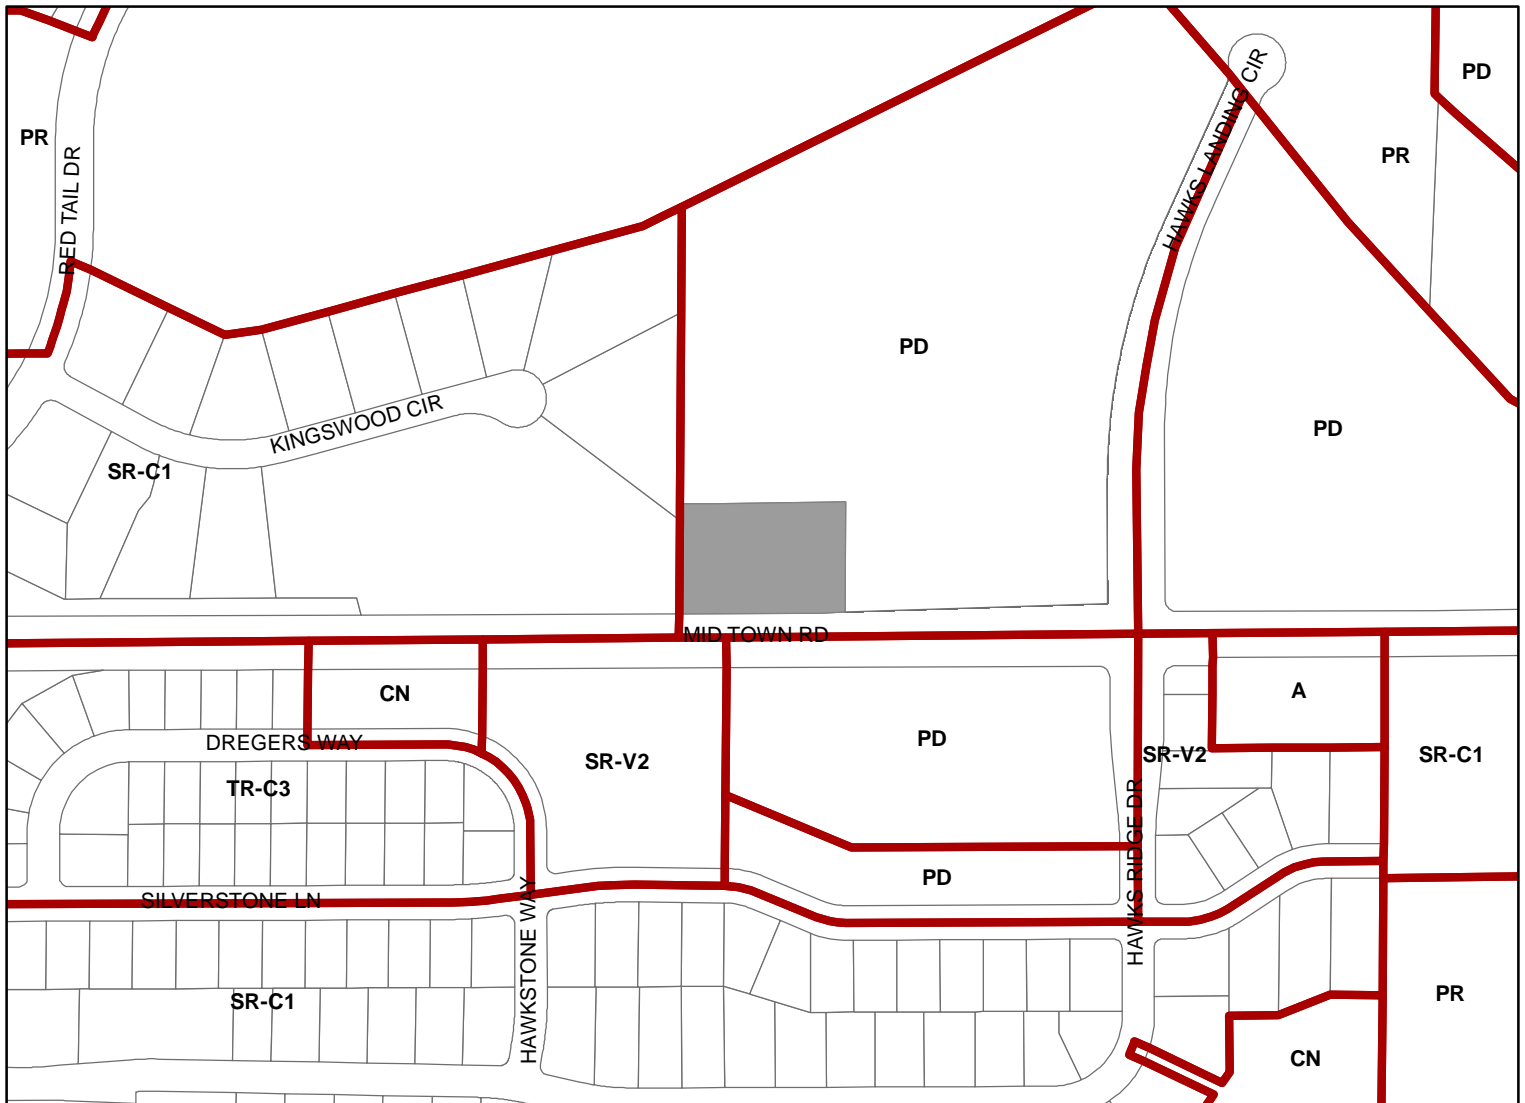 PD
PR
PR
RED TAIL DR
HAWKS LANDING CIR
PD
KINGSWOOD CIR
PD
SR-C1
MID TOWN RD
CN
A
DREGERS WAY
PD
SR-V2
SR-V2
SR-C1
TR-C3
HAWKS RIDGE DR
PD
SILVERSTONE LN
HAWKSTONE WAY
SR-C1
PR
CN